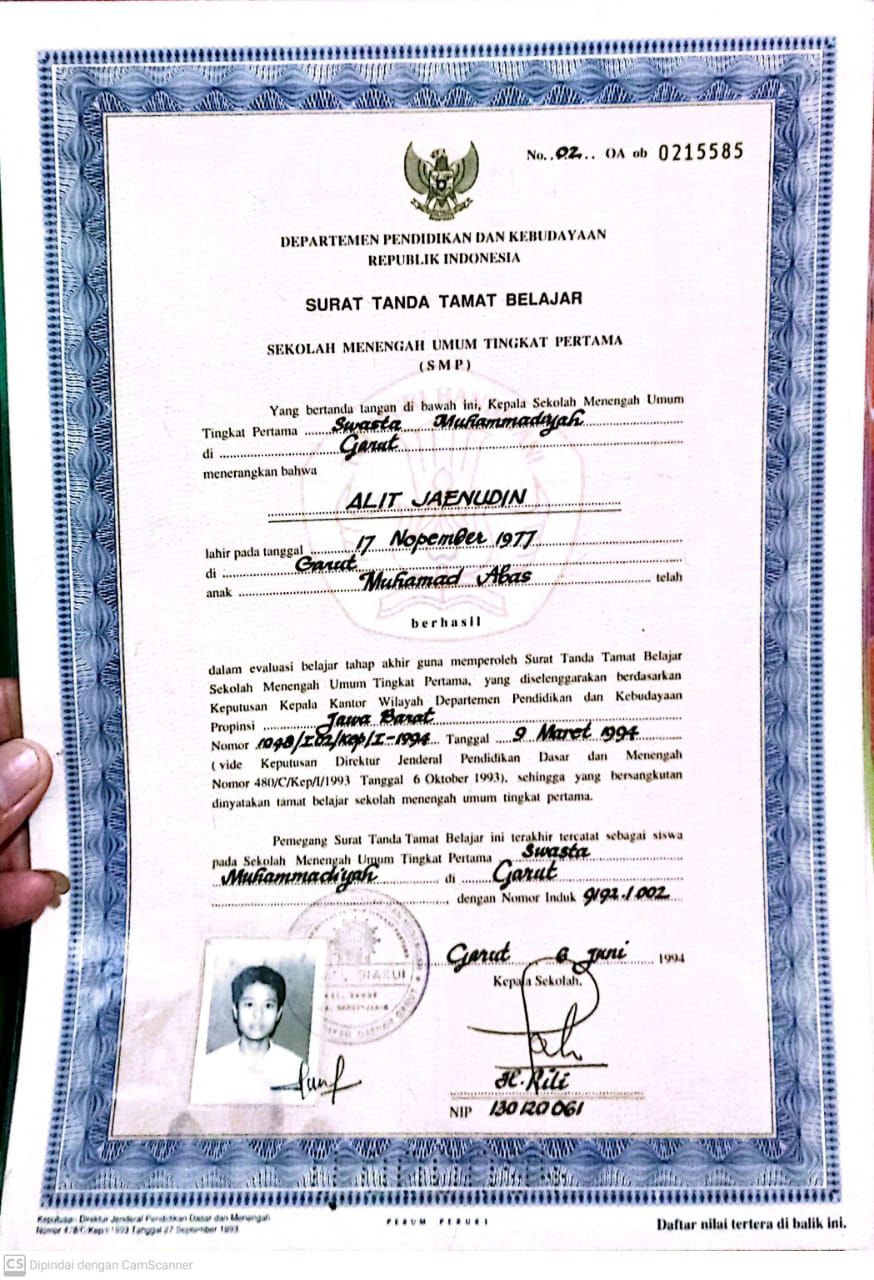 No. . 02 . . OA ob 0215585
DEPARTEMEN PENDIDIKAN DAN KEBUDAYAAN
REPUBLIK INDONESIA
SURAT TANDA TAMAT BELAJAR
SEKOLAH MENENGAH UMUM TINGKAT PERTAMA
( S M P )
Yang bertanda tangan di bawah ini, Kepala Sekolah Menengah Umum
Tingkat Pertama Swasta Muhammadiyah
di Garut
menerangkan bahwa
ALIT JAENUDIN
lahir pada tanggal 17 Nopember 1977
di Garut
anak Muhamad Abas telah
berhasil
dalam evaluasi belajar tahap akhir guna memperoleh Surat Tanda Tamat Belajar
Sekolah Menengah Umum Tingkat Pertama, yang diselenggarakan berdasarkan
Keputusan Kepala Kantor Wilayah Departemen Pendidikan dan Kebudayaan
Propinsi Jawa Barat
Nomor 1048/I.02/Kep/I-1994 Tanggal 9 Maret 1994
( vide Keputusan Direktur Jenderal Pendidikan Dasar dan Menengah
Nomor 480/C/Kep/I/1993 Tanggal 6 Oktober 1993), sehingga yang bersangkutan
dinyatakan tamat belajar sekolah menengah umum tingkat pertama.
Pemegang Surat Tanda Tamat Belajar ini terakhir tercatat sebagai siswa
pada Sekolah Menengah Umum Tingkat Pertama Swasta
Muhammadiyah di Garut
dengan Nomor Induk 9192.1.002
DIAKUI
Garut 6 Juni 1994
Kepala Sekolah,
H. Rili
NIP 130120061
Keputusan Direktur Jenderal Pendidikan Dasar dan Menengah
Nomor 478/C/Kep/I/1993 Tanggal 27 September 1993
PERUM PERURI
Daftar nilai tertera di balik ini.
CS Dipindai dengan CamScanner